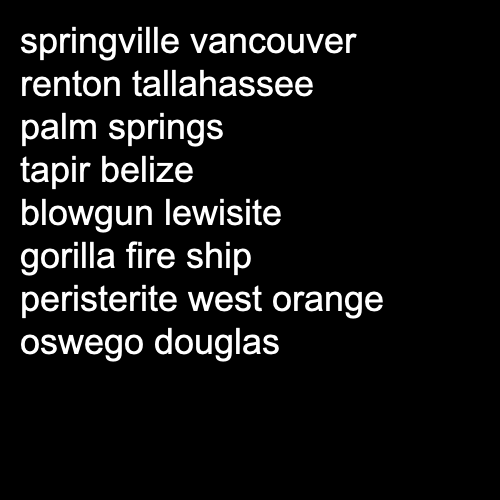 springville vancouver
renton tallahassee
palm springs
tapir belize
blowgun lewisite
gorilla fire ship
peristerite west orange
oswego douglas